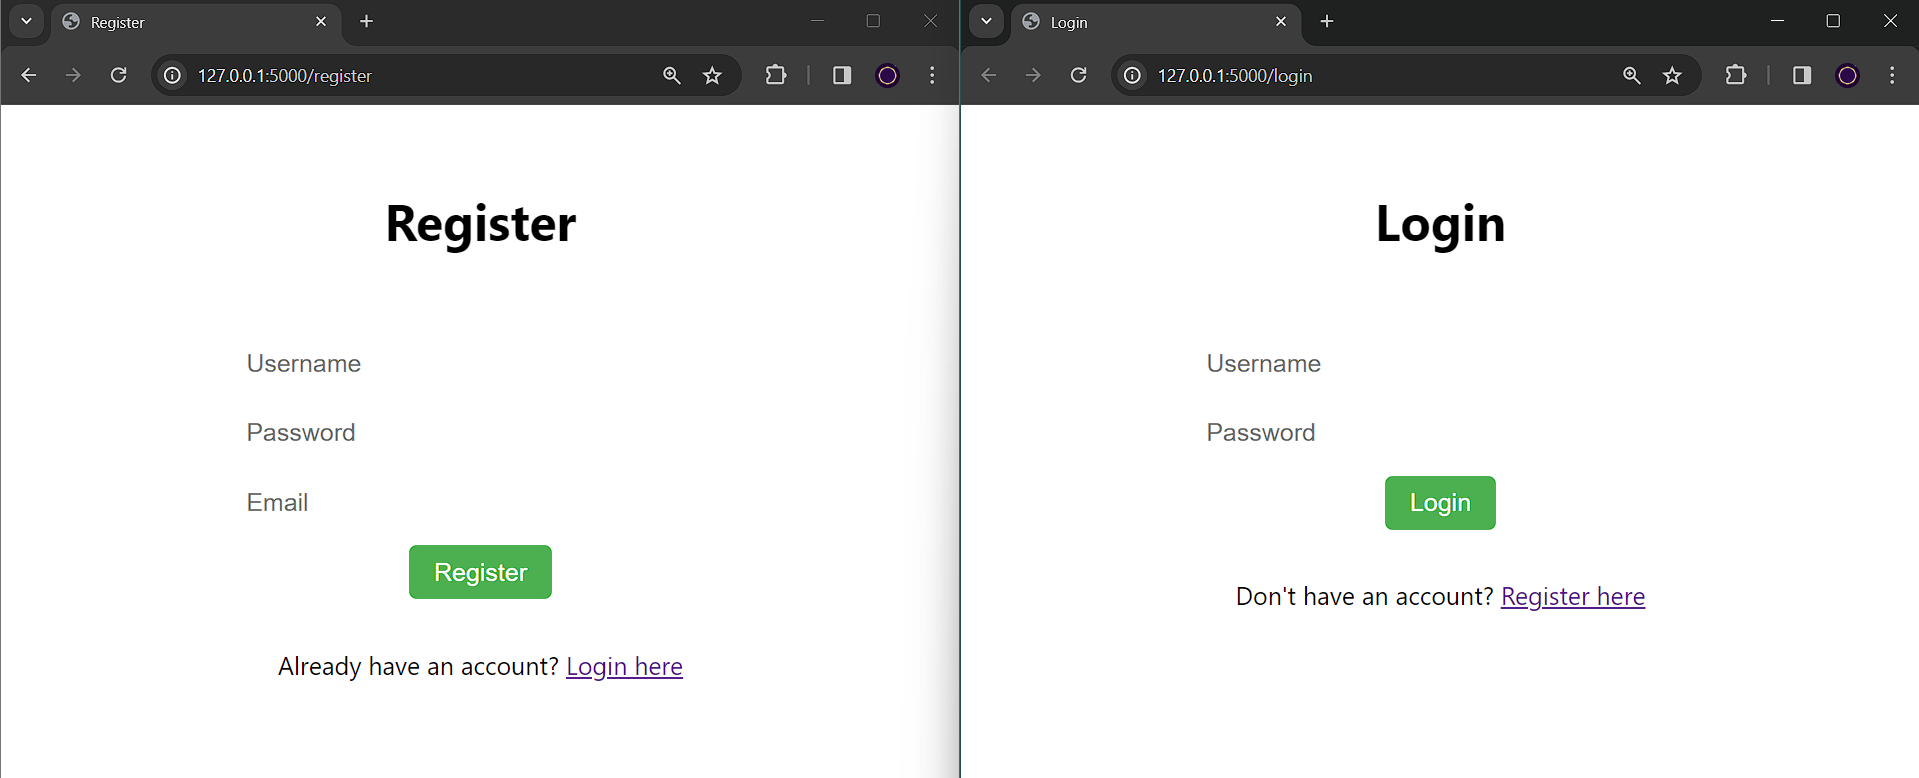 Register
127.0.0.1:5000/register
Register
Username
Password
Email
Register
Already have an account? Login here
Login
127.0.0.1:5000/login
Login
Username
Password
Login
Don't have an account? Register here